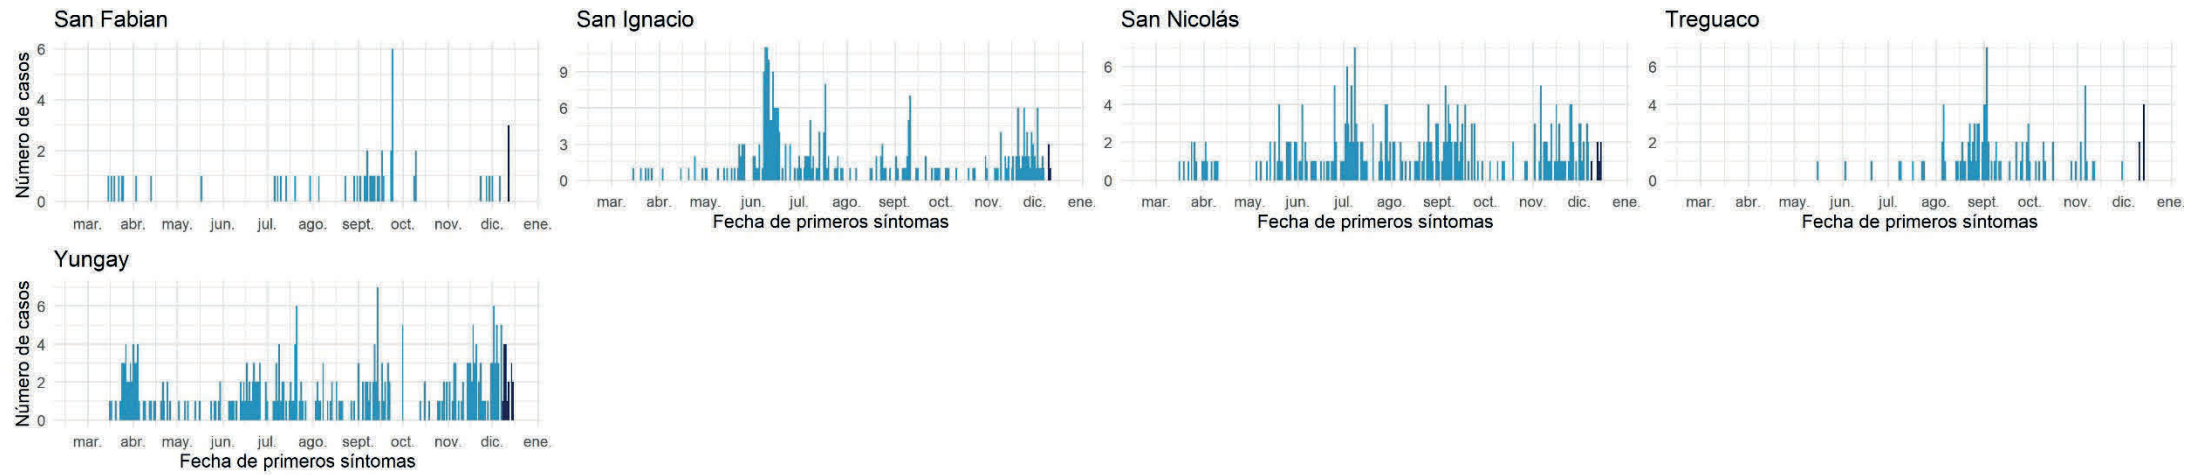 San Fabian
Número de casos
6
4
2
0
mar. abr. may. jun. jul. ago. sept. oct. nov. dic. ene.
San Ignacio
9
6
3
0
mar. abr. may. jun. jul. ago. sept. oct. nov. dic. ene.
Fecha de primeros síntomas
San Nicolás
6
4
2
0
mar. abr. may. jun. jul. ago. sept. oct. nov. dic. ene.
Fecha de primeros síntomas
Treguaco
6
4
2
0
mar. abr. may. jun. jul. ago. sept. oct. nov. dic. ene.
Fecha de primeros síntomas
Yungay
Número de casos
6
4
2
0
mar. abr. may. jun. jul. ago. sept. oct. nov. dic. ene.
Fecha de primeros síntomas